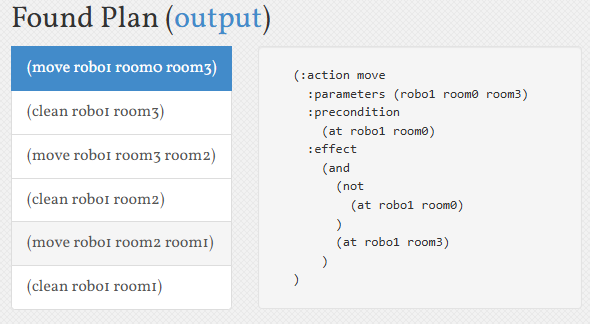 Found Plan (output)
(move robo1 room0 room3)
(clean robo1 room3)
(move robo1 room3 room2)
(clean robo1 room2)
(move robo1 room2 room1)
(clean robo1 room1)
(:action move
  :parameters (robo1 room0 room3)
  :precondition
    (at robo1 room0)
  :effect
    (and
      (not
        (at robo1 room0)
      )
      (at robo1 room3)
    )
)